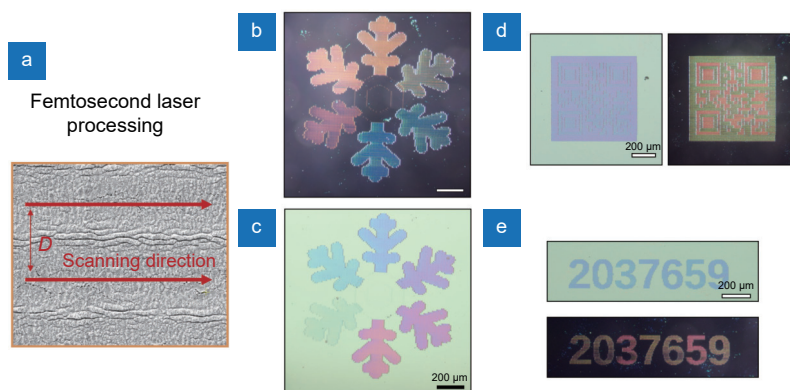 a
Femtosecond laser
processing
D
Scanning direction
b
c
200 µm
d
200 µm
e
2037659
200 µm
2037659